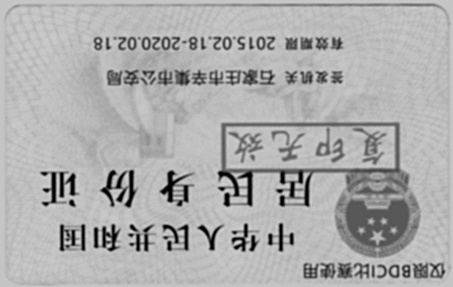 仅限BDCI比赛使用
中华人民共和国
居民身份证
复印无效
签发机关 石家庄市辛集市公安局
有效期限 2015.02.18-2020.02.18